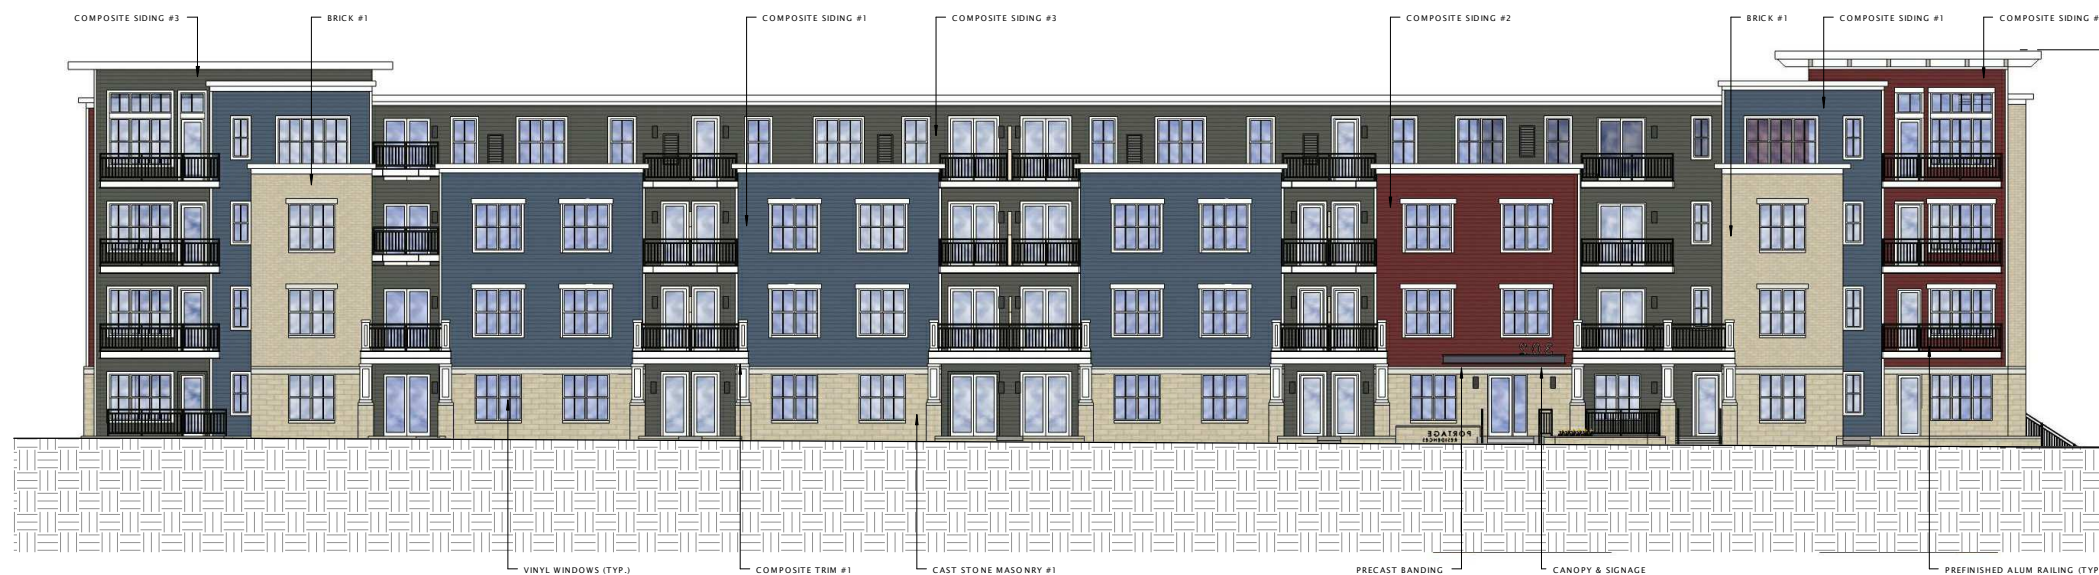 COMPOSITE SIDING #3
BRICK #1
COMPOSITE SIDING #1
COMPOSITE SIDING #3
COMPOSITE SIDING #2
BRICK #1
COMPOSITE SIDING #1
COMPOSITE SIDING #
PORTAGE
RESIDENCES
VINYL WINDOWS (TYP.)
COMPOSITE TRIM #1
CAST STONE MASONRY #1
PRECAST BANDING
CANOPY & SIGNAGE
PREFINISHED ALUM RAILING (TYP